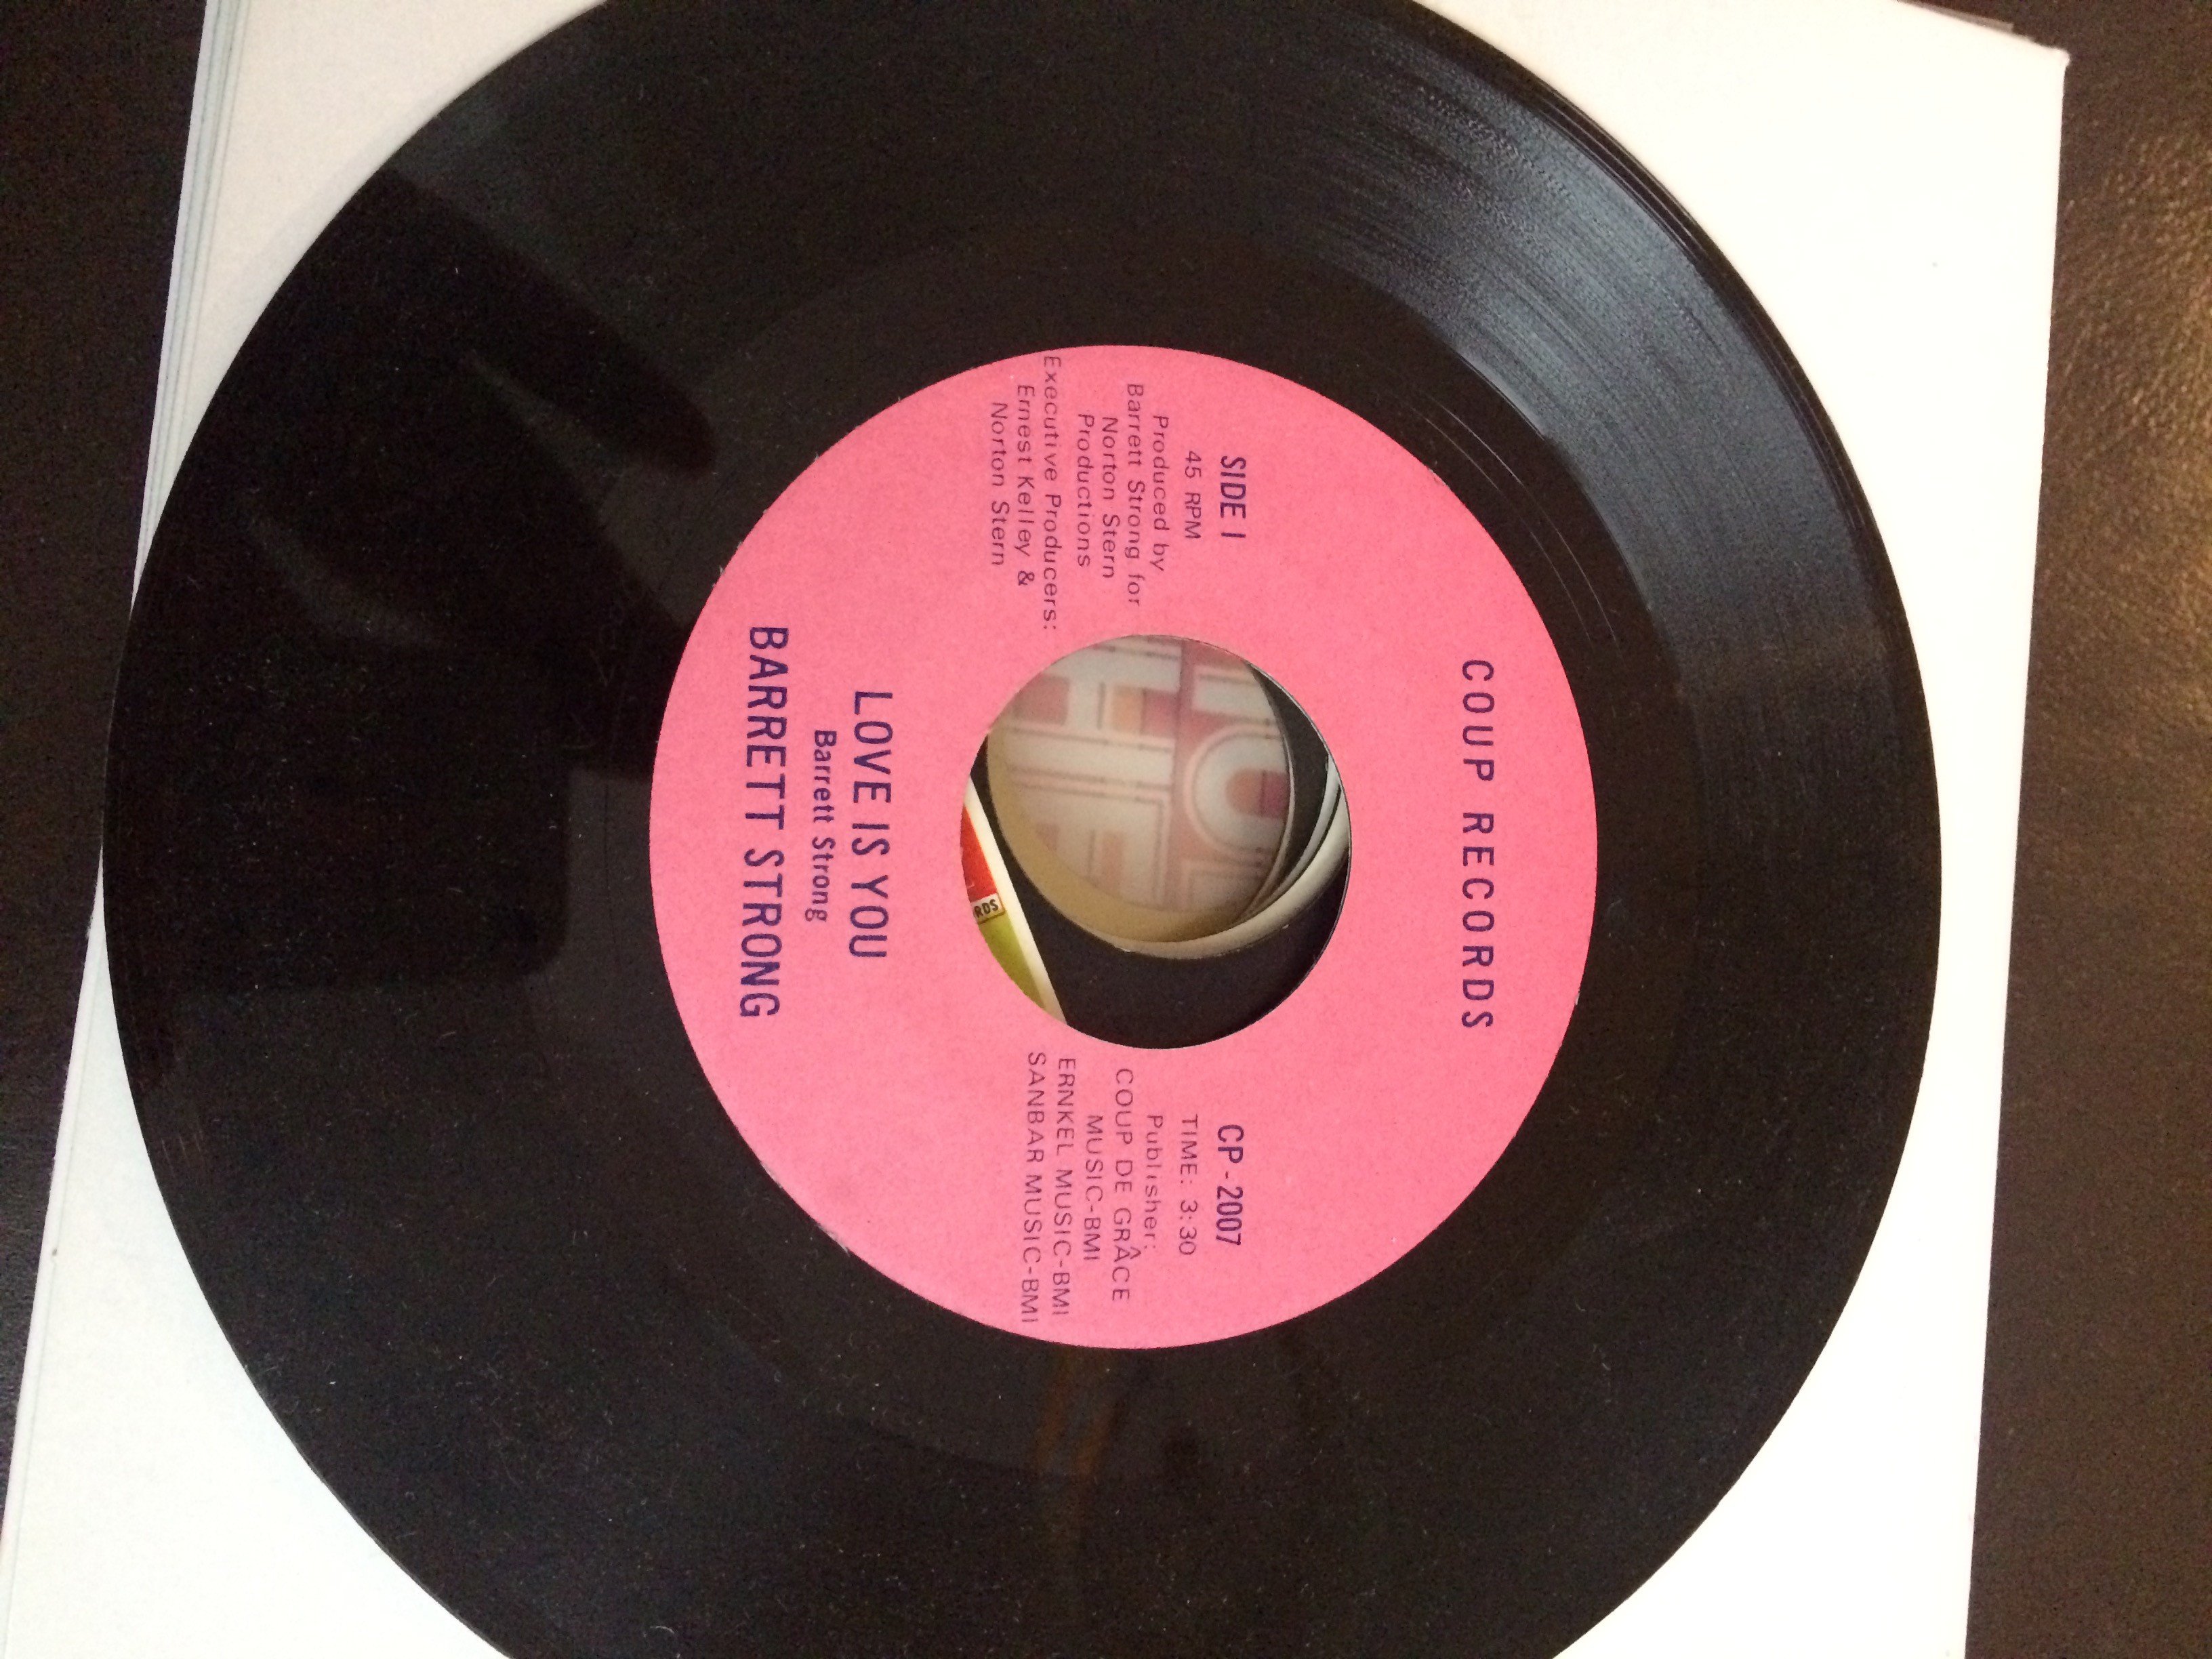 COUP RECORDS
SIDE I
45 RPM
Produced by
Barrett Strong for
Norton Stern
Productions
Executive Producers:
Ernest Kelley &
Norton Stern
CP-2007
TIME: 3:30
Publisher:
COUP DE GRÂCE
MUSIC-BMI
ERNKEL MUSIC-BMI
SANBAR MUSIC-BMI
LOVE IS YOU
Barrett Strong
BARRETT STRONG
RDS